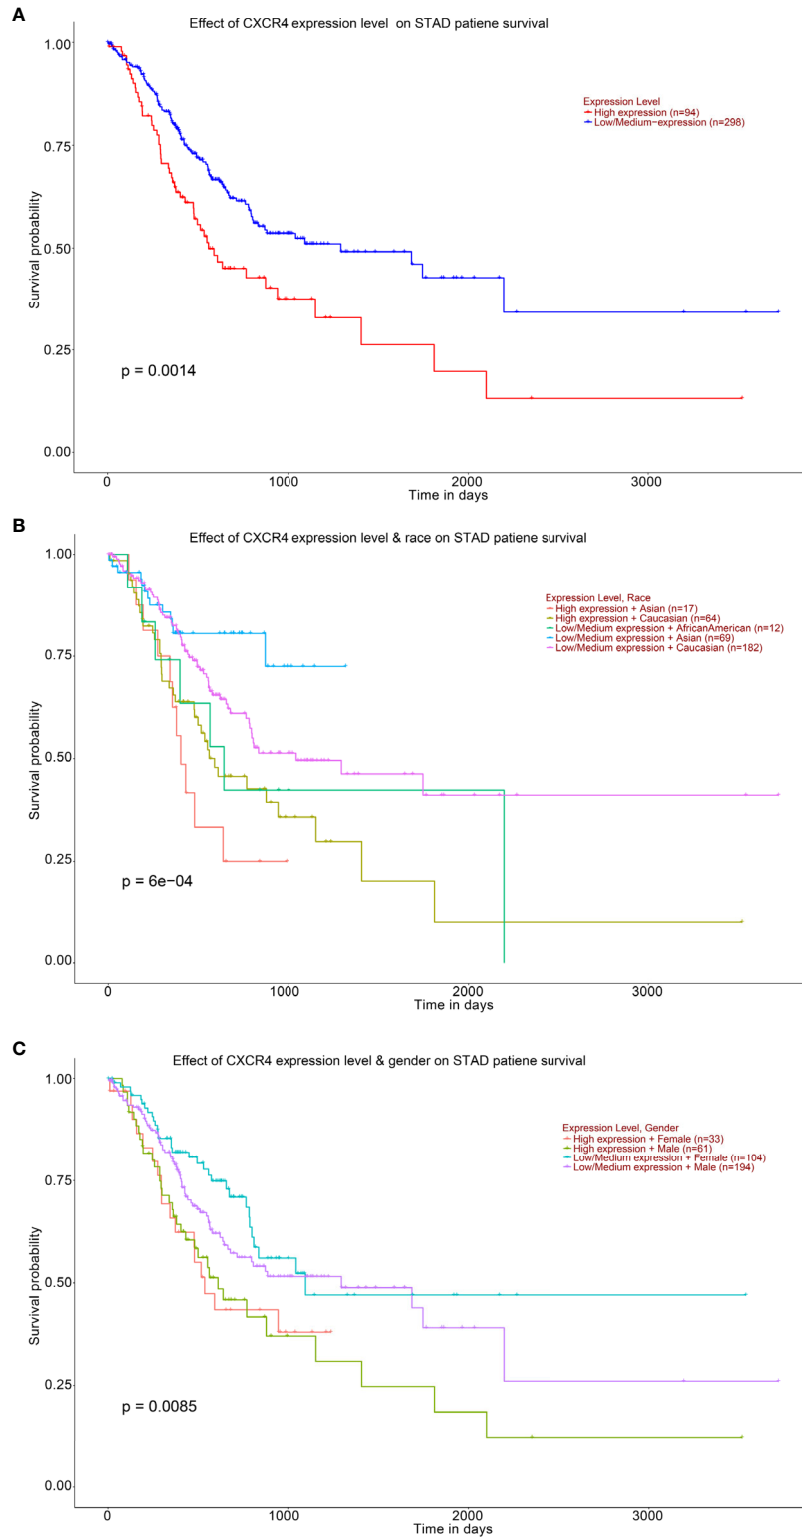 A
Effect of CXCR4 expression level on STAD patiene survival
1.00
0.75
0.50
0.25
0.00
Survival probability
Expression Level
High expression (n=94)
Low/Medium−expression (n=298)
p = 0.0014
0 1000 2000 3000
Time in days
B
Effect of CXCR4 expression level & race on STAD patiene survival
1.00
0.75
0.50
0.25
0.00
Survival probability
Expression Level, Race
High expression + Asian (n=17)
High expression + Caucasian (n=64)
Low/Medium expression + AfricanAmerican (n=12)
Low/Medium expression + Asian (n=69)
Low/Medium expression + Caucasian (n=182)
p = 6e−04
0 1000 2000 3000
Time in days
C
Effect of CXCR4 expression level & gender on STAD patiene survival
1.00
0.75
0.50
0.25
0.00
Survival probability
Expression Level, Gender
High expression + Female (n=33)
High expression + Male (n=61)
Low/Medium expression + Female (n=104)
Low/Medium expression + Male (n=194)
p = 0.0085
0 1000 2000 3000
Time in days